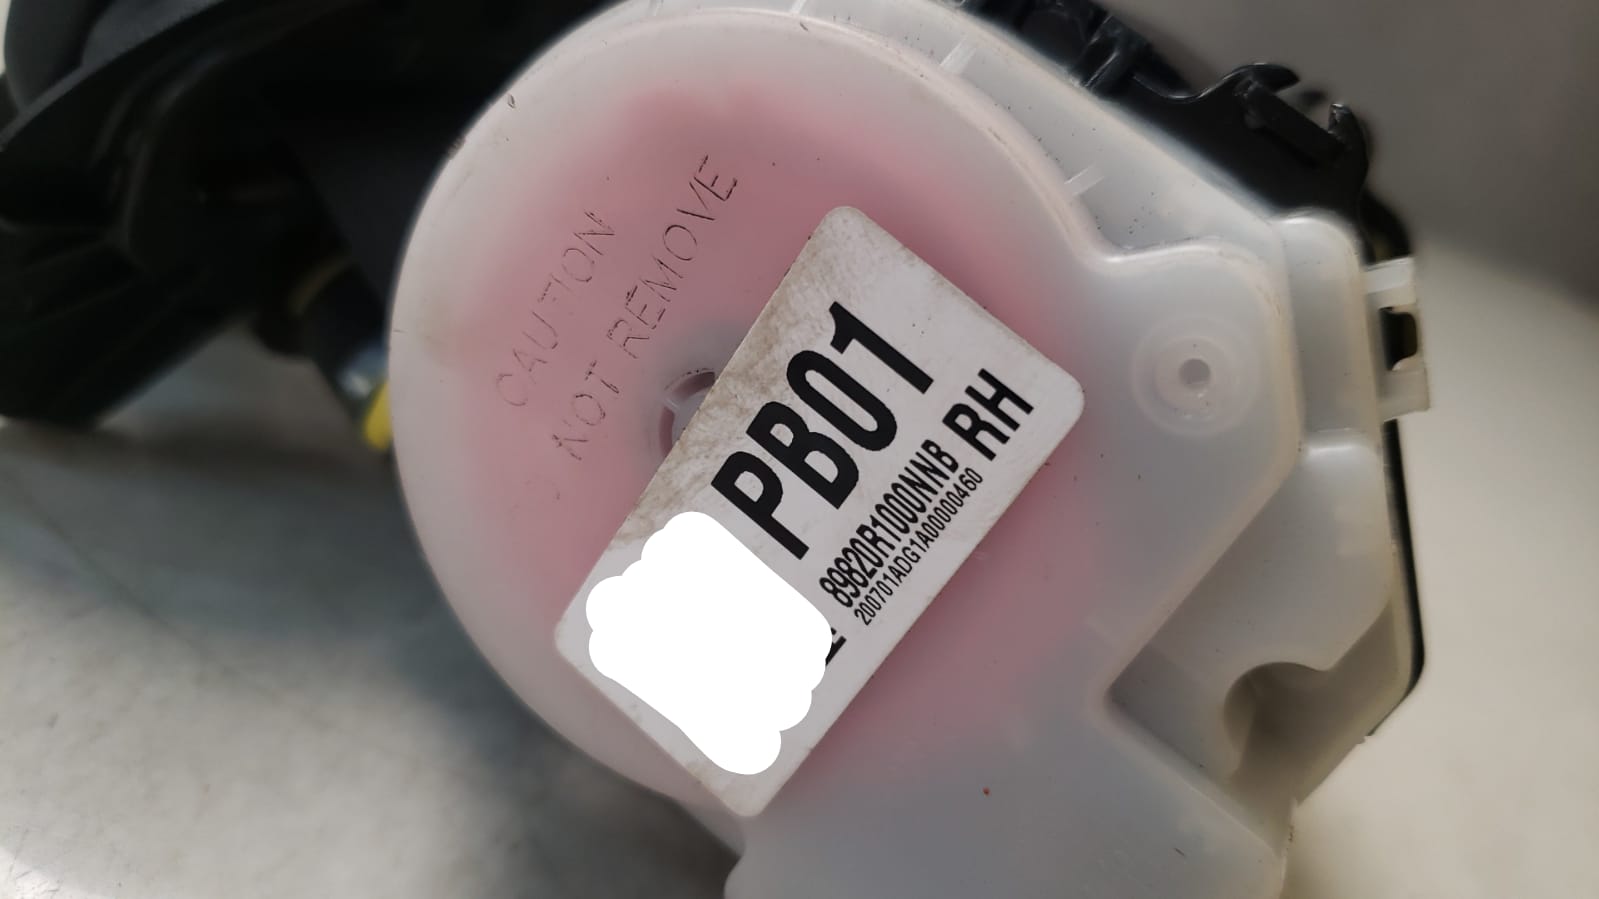 CAUTION
NOT REMOVE
PB01
89820R1000NNB RH
200701ADG1A00000460